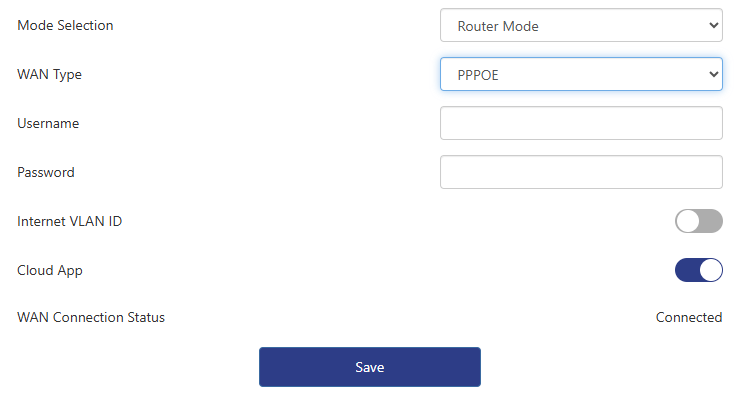 Mode Selection Router Mode
WAN Type PPPOE
Username
Password
Internet VLAN ID
Cloud App
WAN Connection Status Connected
Save